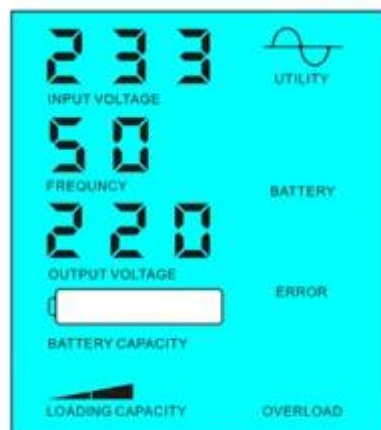 233
INPUT VOLTAGE
UTILITY
50
FREQUNCY
BATTERY
220
OUTPUT VOLTAGE
ERROR
BATTERY CAPACITY
LOADING CAPACITY
OVERLOAD